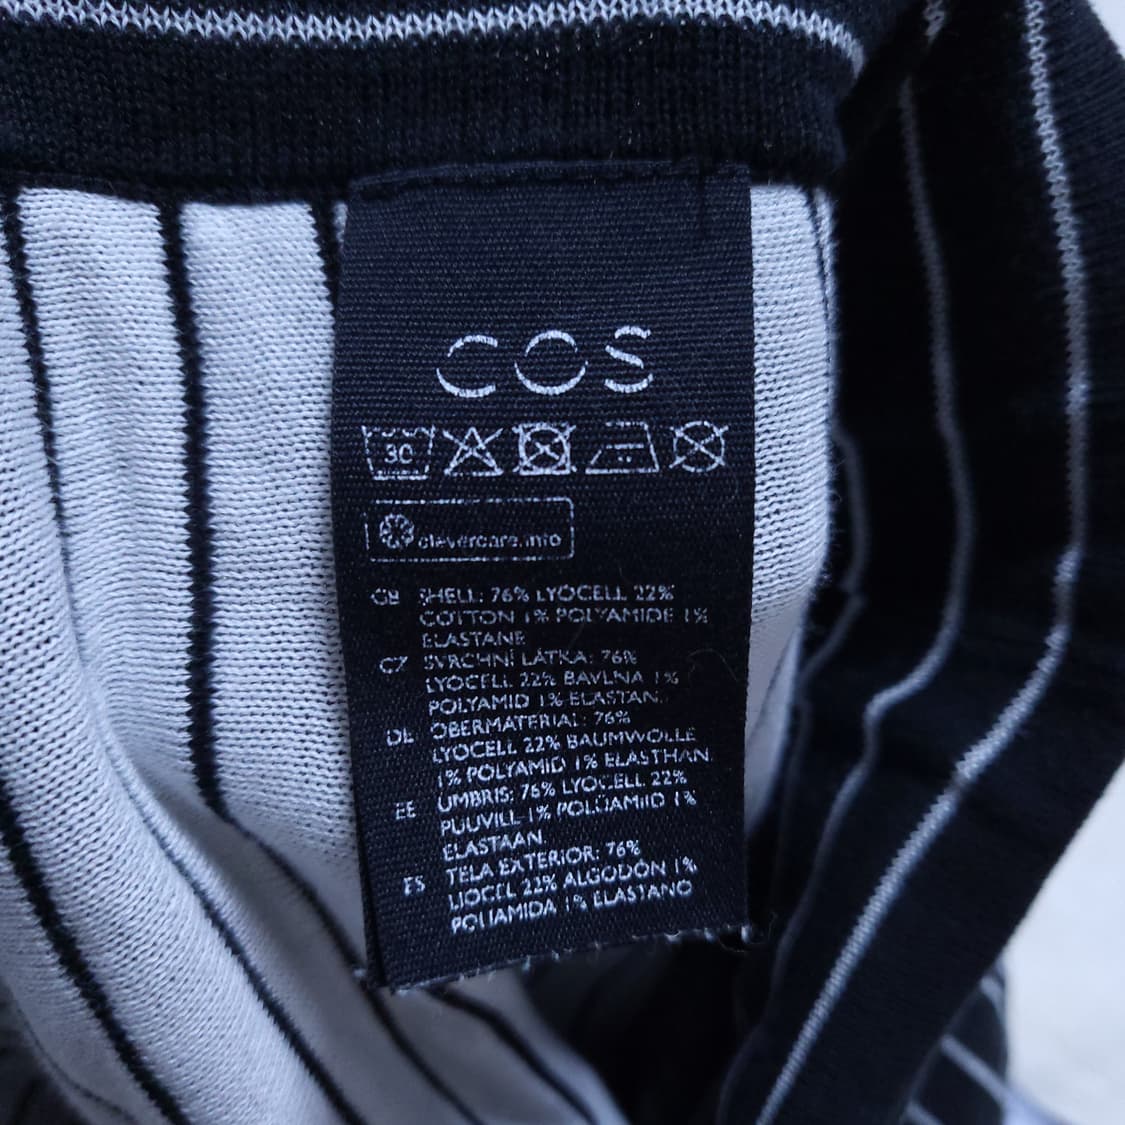 COS
30
clevercare.info
GB SHELL: 76% LYOCELL 22%
COTTON 1% POLYAMIDE 1%
ELASTANE
CZ SVRCHNÍ LÁTKA: 76%
LYOCELL 22% BAVLNA 1%
POLYAMID 1% ELASTAN
DE OBERMATERIAL: 76%
LYOCELL 22% BAUMWOLLE
1% POLYAMID 1% ELASTHAN
EE UMBRIS: 76% LYOCELL 22%
PUUVILL 1% POLÜAMIID 1%
ELASTAAN
ES TELA EXTERIOR: 76%
LIOCEL 22% ALGODÓN 1%
POLIAMIDA 1% ELASTANO